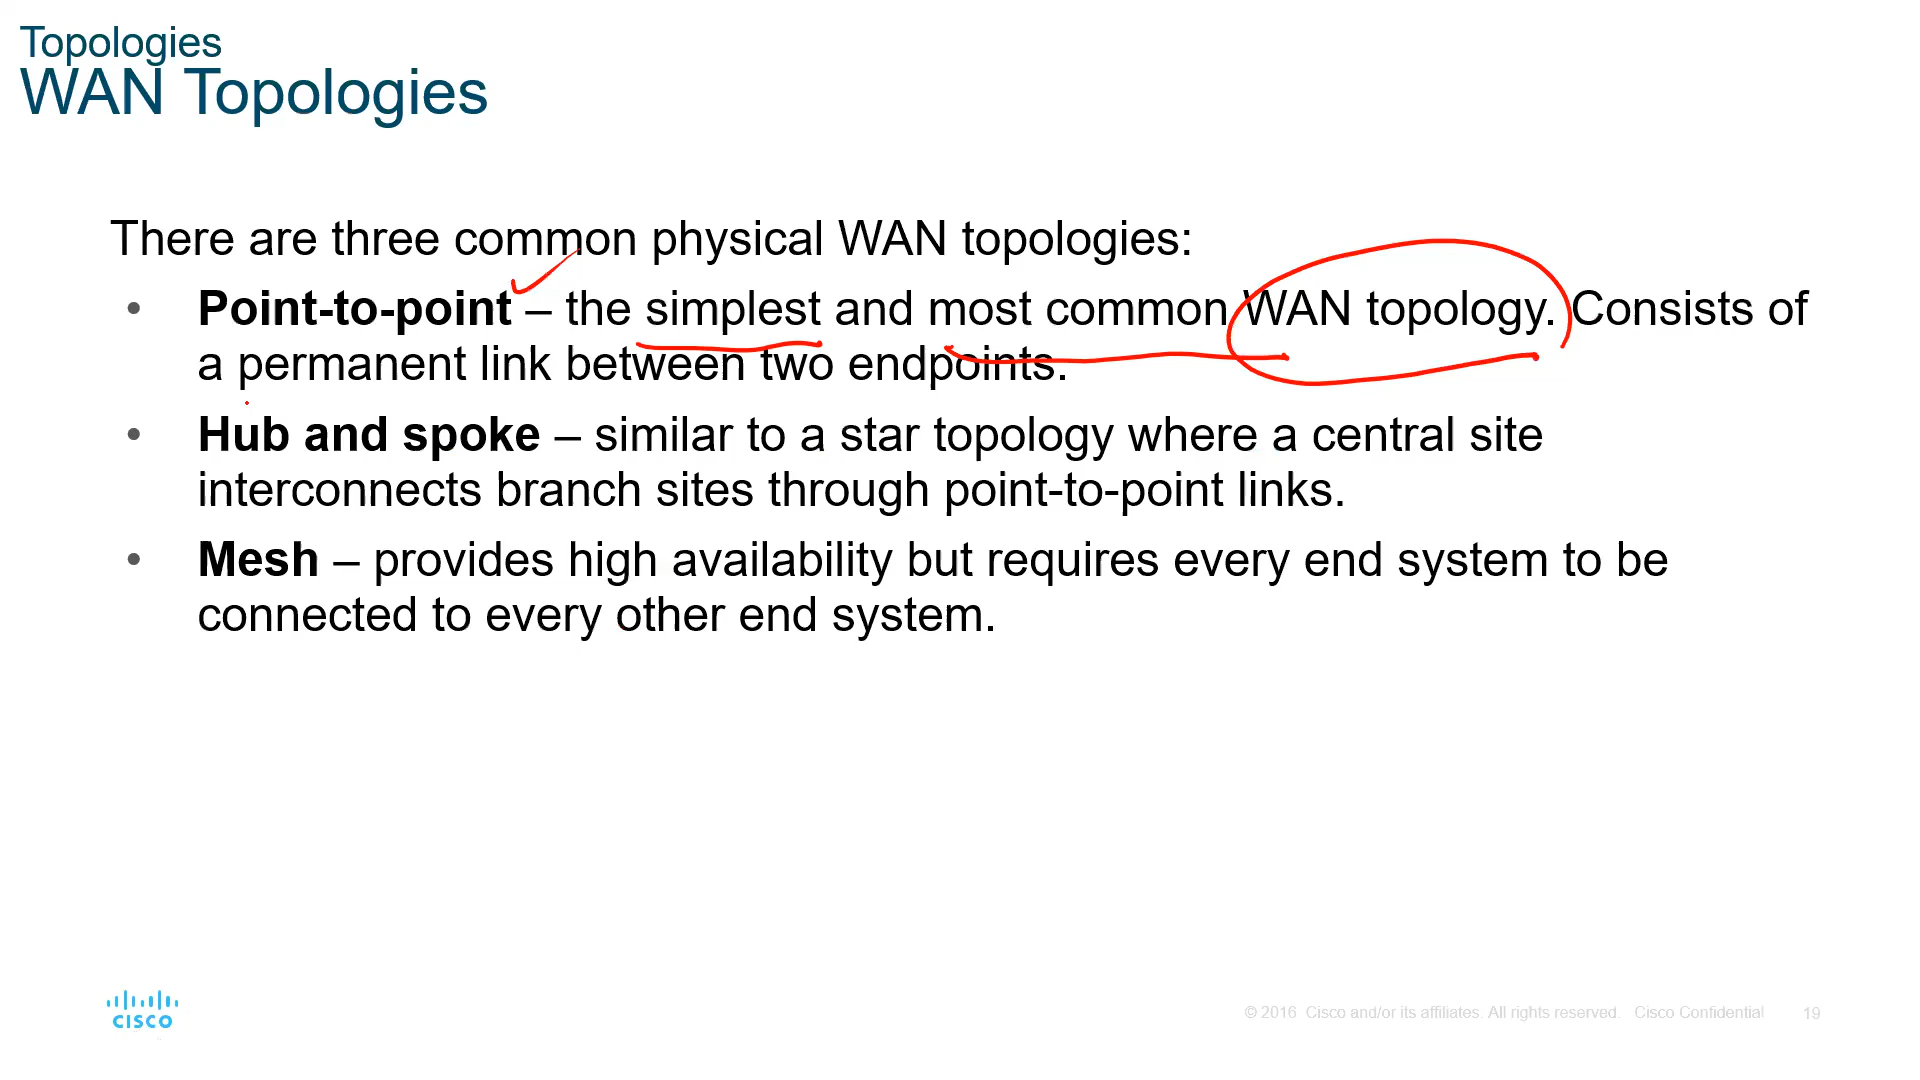 Topologies
WAN Topologies
There are three common physical WAN topologies:
• Point-to-point – the simplest and most common WAN topology. Consists of
a permanent link between two endpoints.
• Hub and spoke – similar to a star topology where a central site
interconnects branch sites through point-to-point links.
• Mesh – provides high availability but requires every end system to be
connected to every other end system.
CISCO
© 2016 Cisco and/or its affiliates. All rights reserved. Cisco Confidential 19